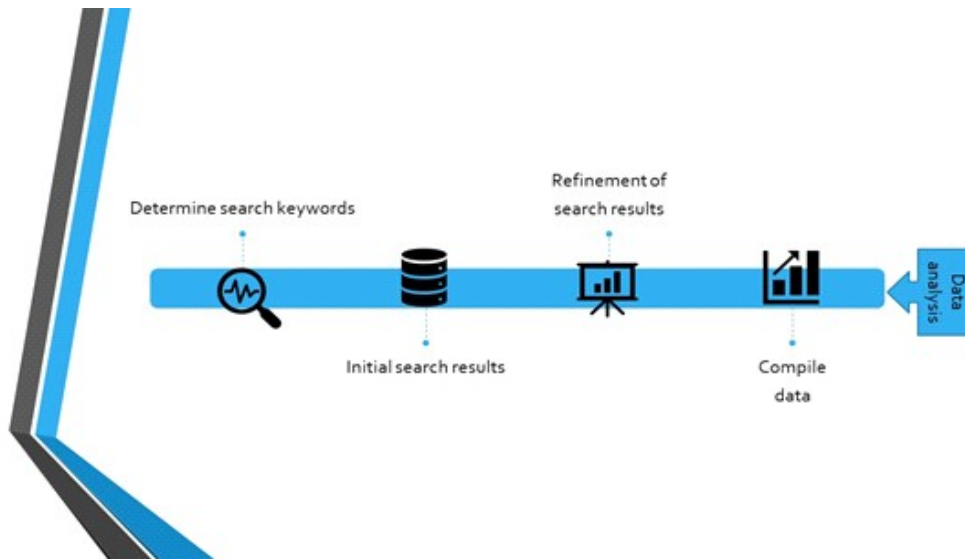 Determine search keywords
Initial search results
Refinement of
search results
Compile
data
Data
analysis